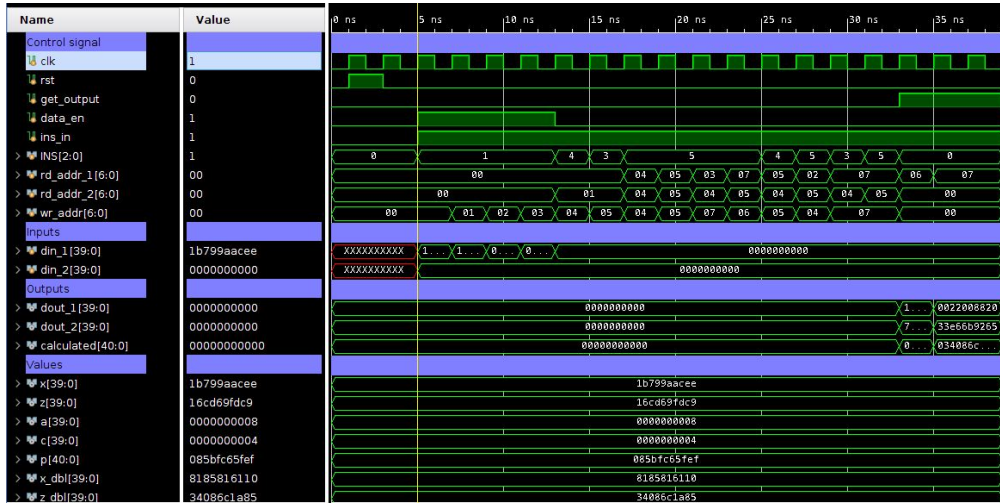 Name Value 0 ns 5 ns 10 ns 15 ns 20 ns 25 ns 30 ns 35 ns
Control signal
clk 1
rst 0
get_output 0
data_en 1
ins_in 1
INS[2:0] 1 0 1 4 3 5 4 5 3 5 0
rd_addr_1[6:0] 00 00 04 05 03 07 05 02 07 06 07
rd_addr_2[6:0] 00 00 01 04 05 04 05 04 05 04 05 00
wr_addr[6:0] 00 00 01 02 03 04 05 04 05 07 06 05 04 07 00
Inputs
din_1[39:0] 1b799aacee XXXXXXXXXX 1... 1... 0... 0... 0000000000
din_2[39:0] 0000000000 XXXXXXXXXX 0000000000
Outputs
dout_1[39:0] 0000000000 0000000000 1... 0022008820
dout_2[39:0] 0000000000 0000000000 7... 33e66b9265
calculated[40:0] 00000000000 00000000000 0... 034086c...
Values
x[39:0] 1b799aacee 1b799aacee
z[39:0] 16cd69fdc9 16cd69fdc9
a[39:0] 0000000008 0000000008
c[39:0] 0000000004 0000000004
p[40:0] 085bfc65fef 085bfc65fef
x_dbl[39:0] 8185816110 8185816110
z_dbl[39:0] 34086c1a85 34086c1a85